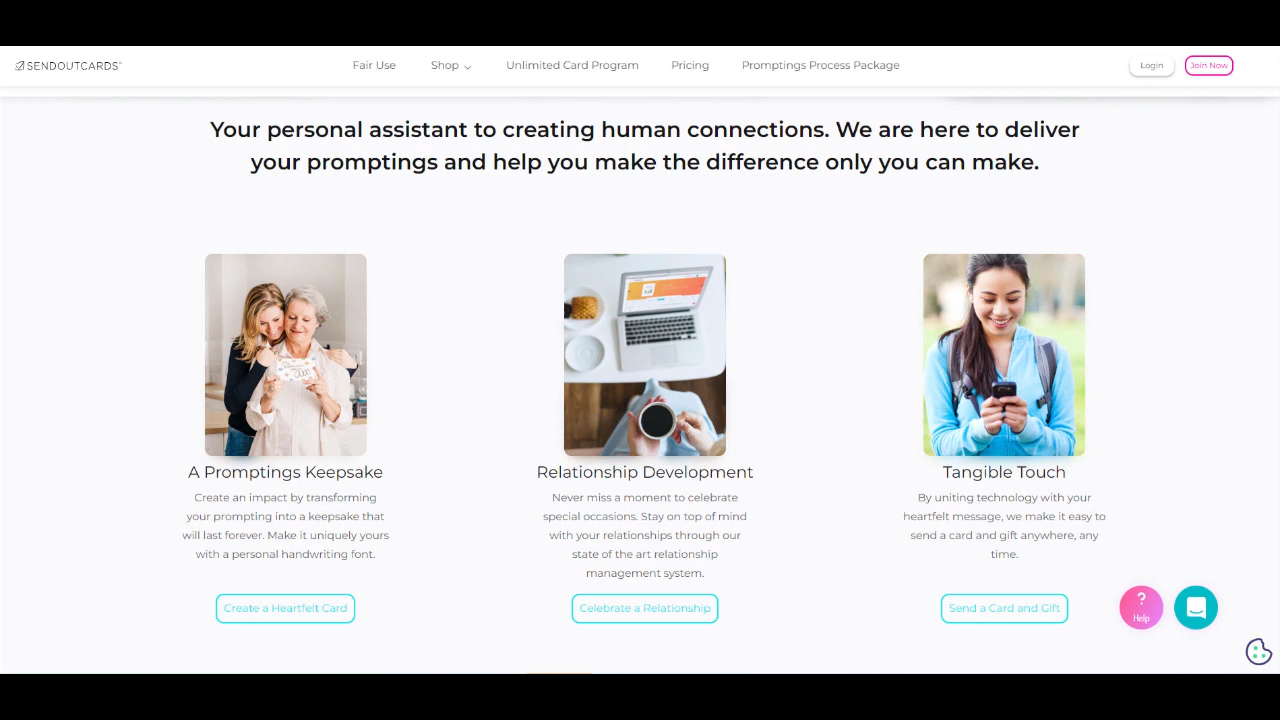 SENDOUTCARDS™
Fair Use
Shop
Unlimited Card Program
Pricing
Promptings Process Package
Login
Join Now
Your personal assistant to creating human connections. We are here to deliver
your promptings and help you make the difference only you can make.
A Promptings Keepsake
Create an impact by transforming
your prompting into a keepsake that
will last forever. Make it uniquely yours
with a personal handwriting font.
Create a Heartfelt Card
Relationship Development
Never miss a moment to celebrate
special occasions. Stay on top of mind
with your relationships through our
state of the art relationship
management system.
Celebrate a Relationship
Tangible Touch
By uniting technology with your
heartfelt message, we make it easy to
send a card and gift anywhere, any
time.
Send a Card and Gift
?
Help